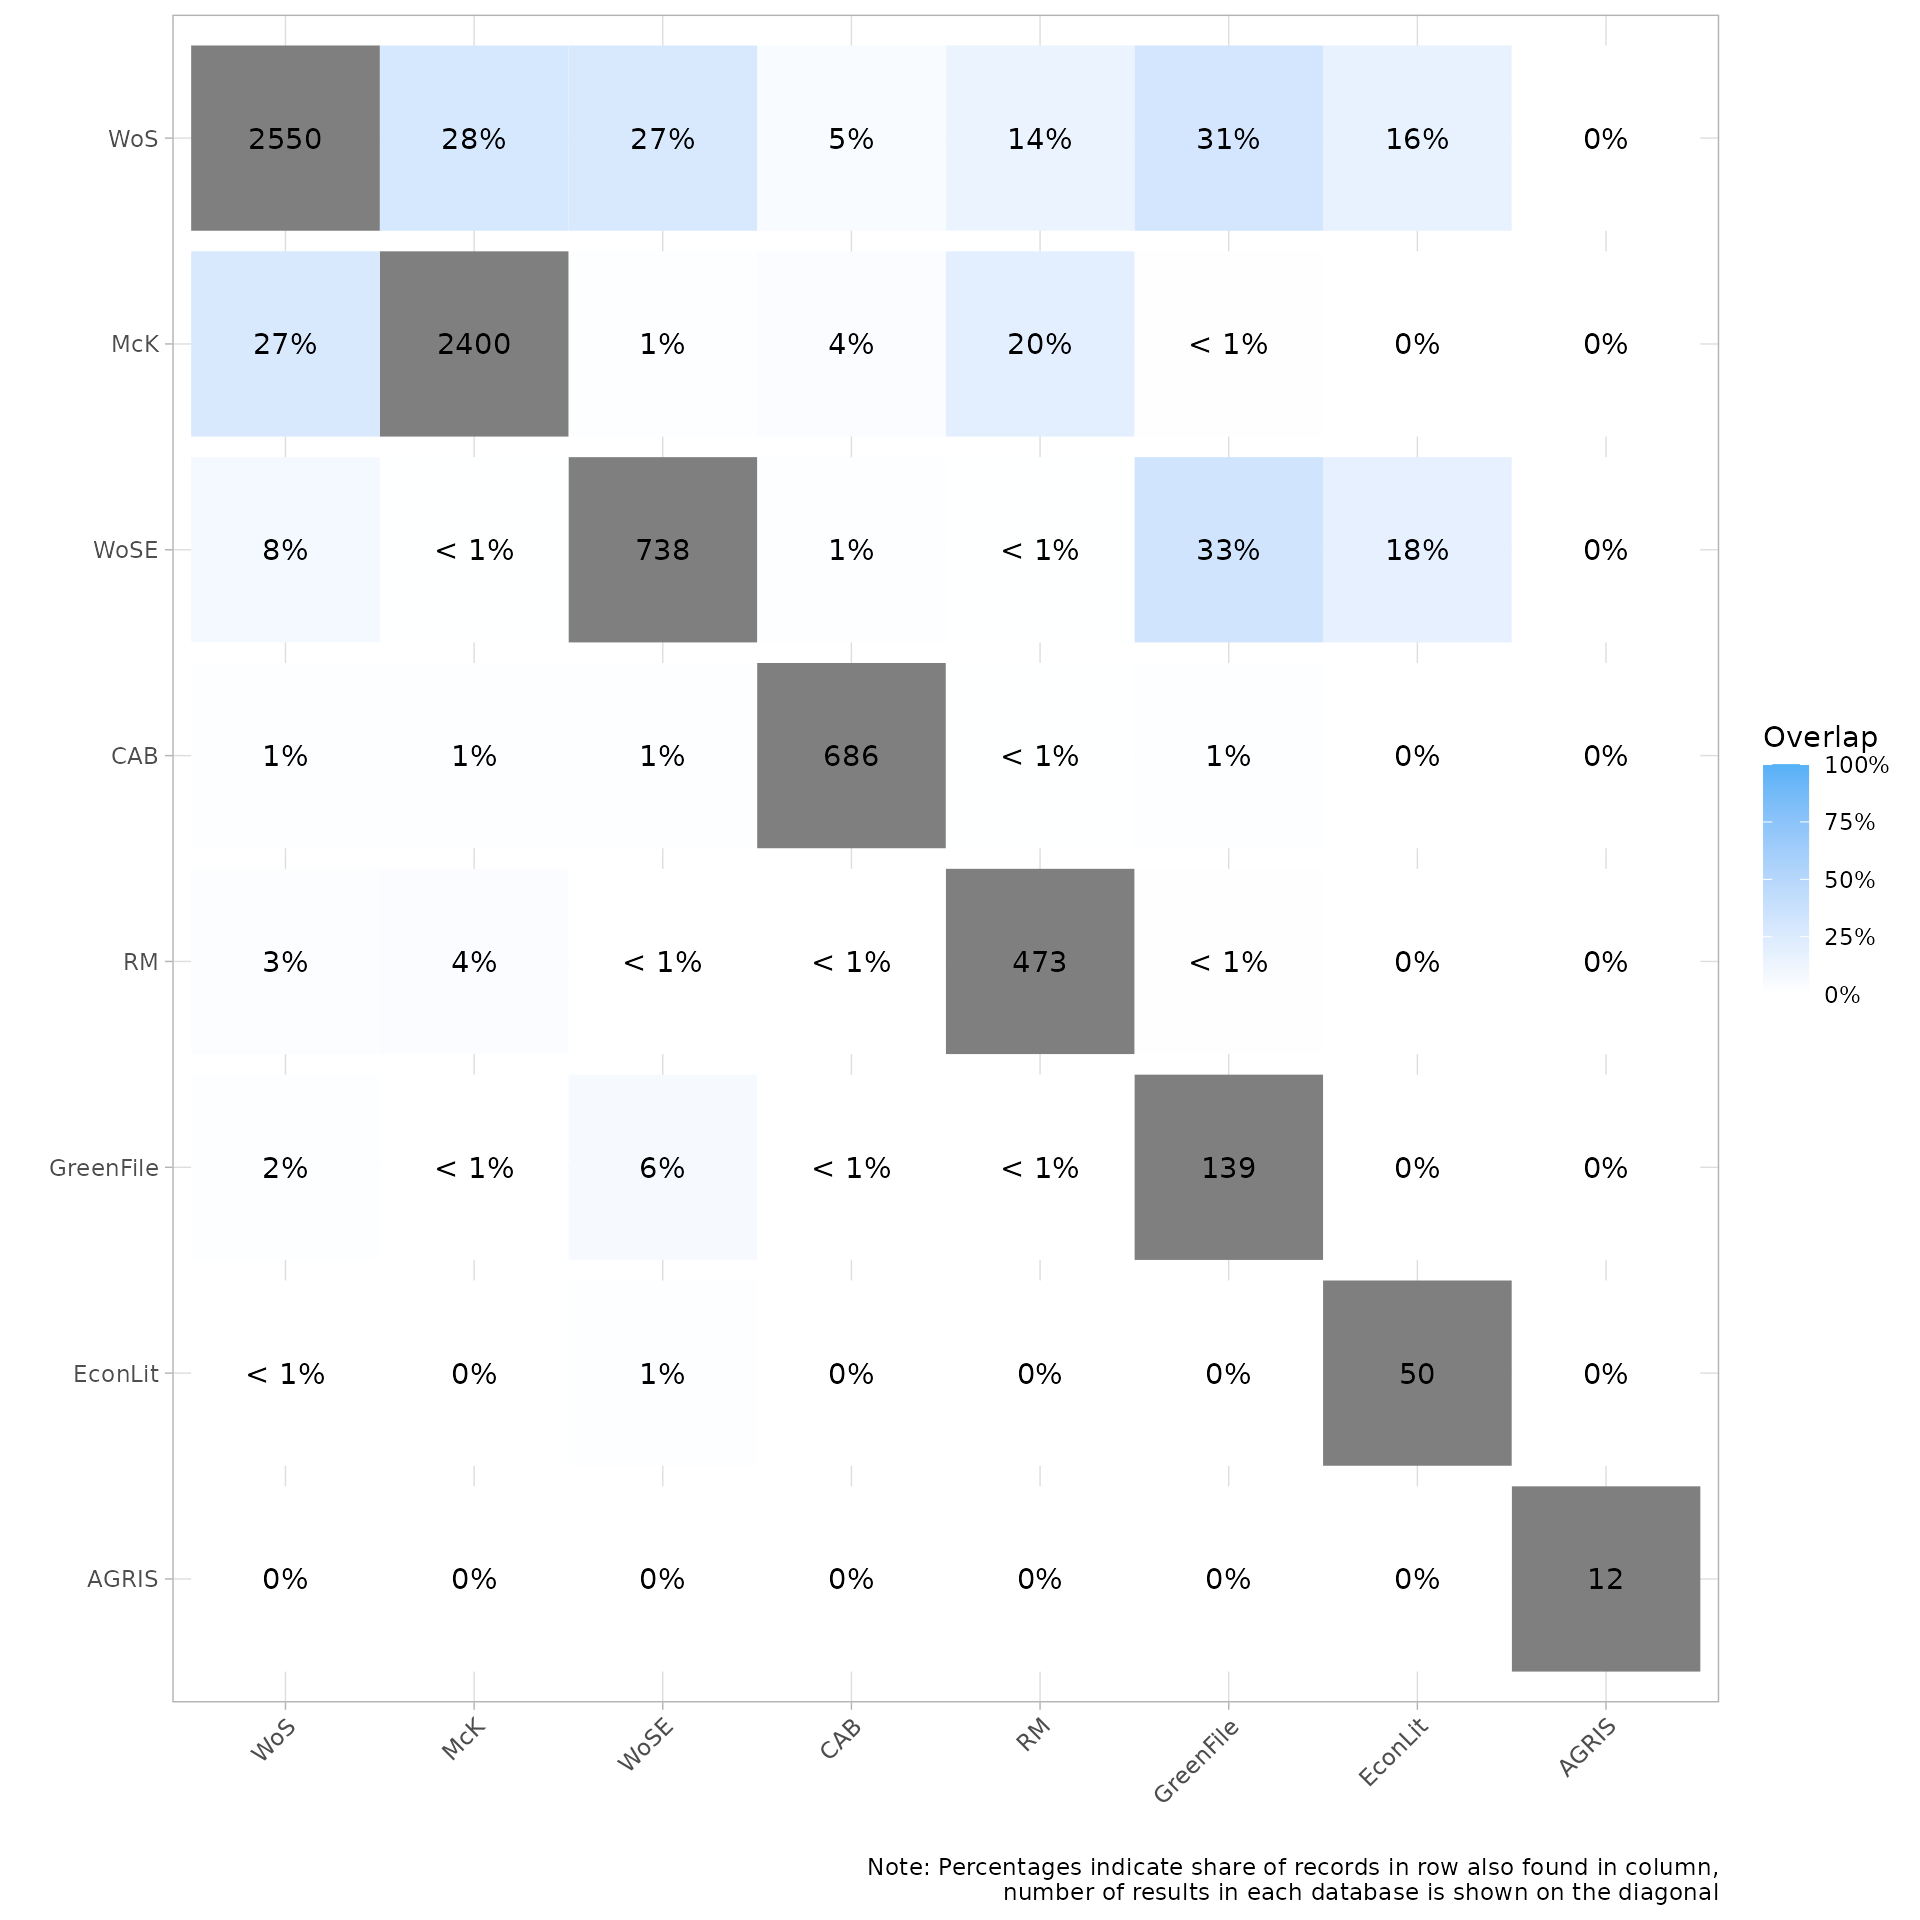 WoS 2550 28% 27% 5% 14% 31% 16% 0%
McK 27% 2400 1% 4% 20% < 1% 0% 0%
WoSE 8% < 1% 738 1% < 1% 33% 18% 0%
Overlap
100%
75%
50%
25%
0%
CAB 1% 1% 1% 686 < 1% 1% 0% 0%
RM 3% 4% < 1% < 1% 473 < 1% 0% 0%
GreenFile 2% < 1% 6% < 1% < 1% 139 0% 0%
EconLit < 1% 0% 1% 0% 0% 0% 50 0%
AGRIS 0% 0% 0% 0% 0% 0% 0% 12
WoS McK WoSE CAB RM GreenFile EconLit AGRIS
Note: Percentages indicate share of records in row also found in column,
number of results in each database is shown on the diagonal